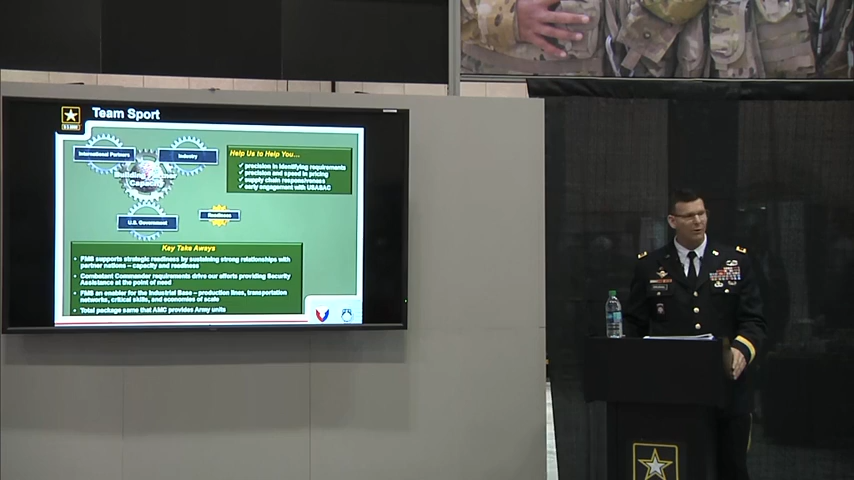 Team Sport
U.S. ARMY
International Partners
Industry
Building Partner
Capacity
U.S. Government
Readiness
Help Us to Help You...
✓ precision in identifying requirements
✓ precision and speed in pricing
✓ supply chain responsiveness
✓ early engagement with USASAC
Key Take Aways
• FMS supports strategic readiness by sustaining strong relationships with
partner nations – capacity and readiness
• Combatant Commander requirements drive our efforts providing Security
Assistance at the point of need
• FMS an enabler for the Industrial Base – production lines, transportation
networks, critical skills, and economies of scale
• Total package same that AMC provides Army units